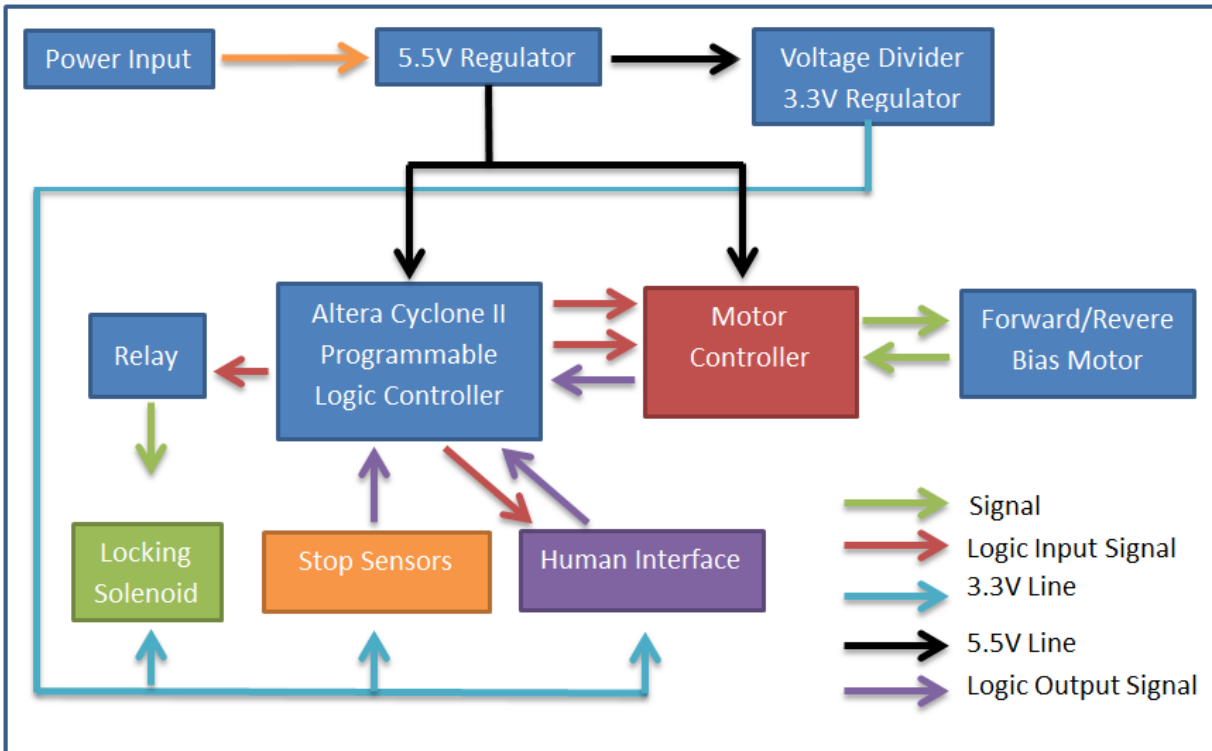 Power Input
5.5V Regulator
Voltage Divider
3.3V Regulator
Altera Cyclone II
Programmable
Logic Controller
Motor
Controller
Forward/Revere
Bias Motor
Relay
Locking
Solenoid
Stop Sensors
Human Interface
Signal
Logic Input Signal
3.3V Line
5.5V Line
Logic Output Signal